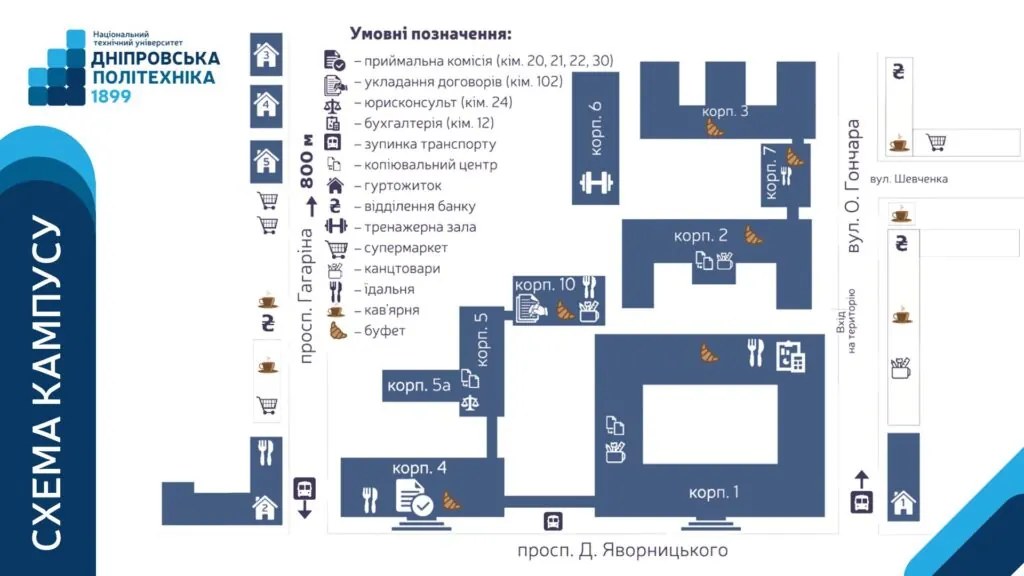 Національний
технічний університет
ДНІПРОВСЬКА
ПОЛІТЕХНІКА
1899
СХЕМА КАМПУСУ
Умовні позначення:
– приймальна комісія (кім. 20, 21, 22, 30)
– укладання договорів (кім. 102)
– юрисконсульт (кім. 24)
– бухгалтерія (кім. 12)
– зупинка транспорту
– копіювальний центр
– гуртожиток
– відділення банку
– тренажерна зала
– супермаркет
– канцтовари
– їдальня
– кав'ярня
– буфет
3
4
5
2
1
просп. Гагаріна
800 м
корп. 6
корп. 3
корп. 7
корп. 2
корп. 10
корп. 5
корп. 5а
корп. 4
корп. 1
вул. О. Гончара
вул. Шевченка
Вхід
на територію
просп. Д. Яворницького